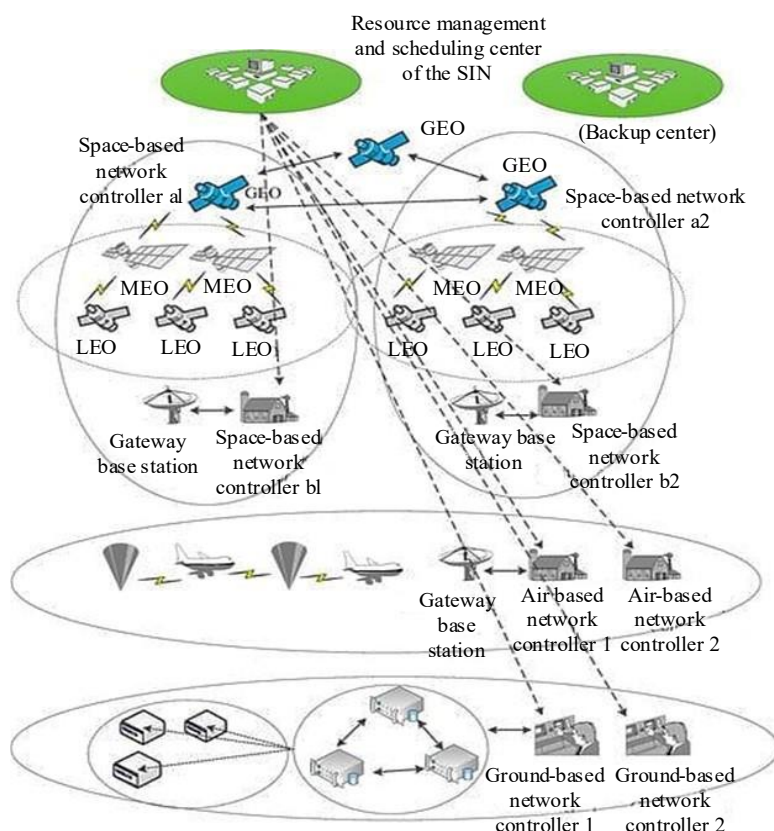 Resource management
and scheduling center
of the SIN
(Backup center)
GEO
Space-based
network
controller al
GEO
GEO
Space-based network
controller a2
MEO
MEO
MEO
MEO
LEO
LEO
LEO
LEO
LEO
LEO
Gateway
base station
Space-based
network
controller bl
Gateway base
station
Space-based
network
controller b2
Gateway
base
station
Air-based
network
controller 1
Air-based
network
controller 2
Ground-based
network
controller 1
Ground-based
network
controller 2